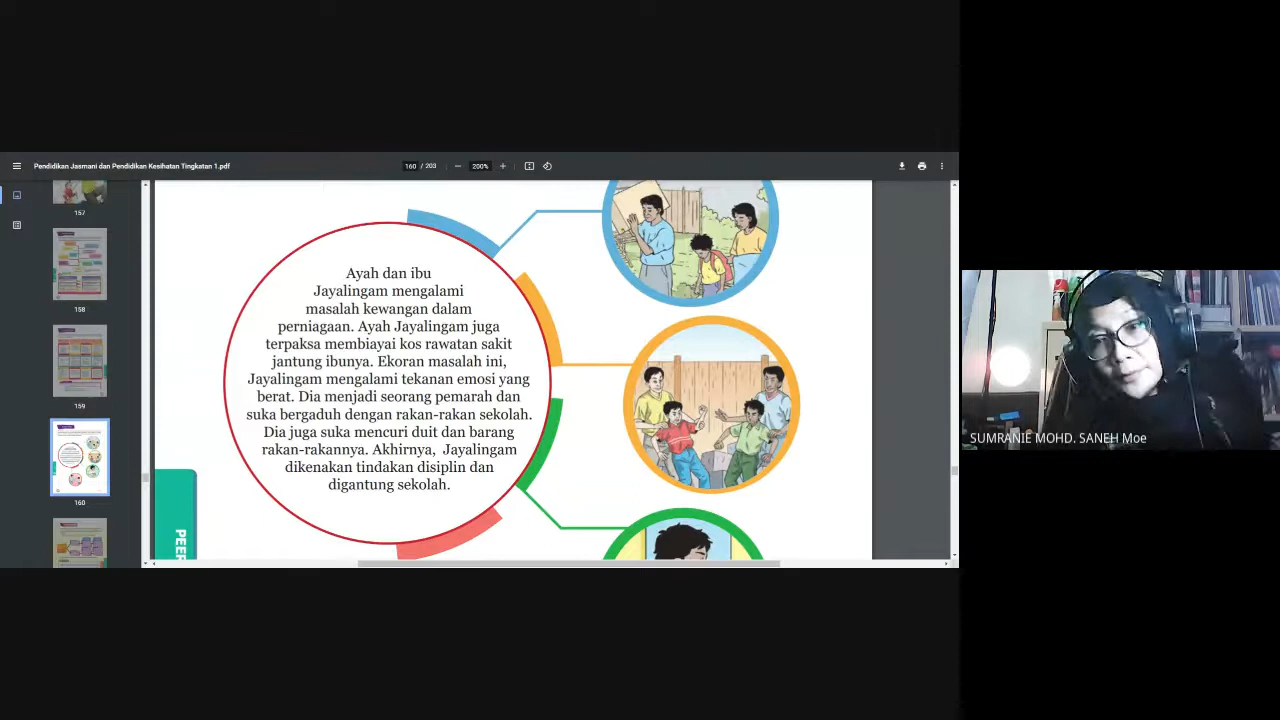 Pendidikan Jasmani dan Pendidikan Kesihatan Tingkatan 1.pdf
160 / 203
200%
157
158
159
160
Ayah dan ibu
Jayalingam mengalami
masalah kewangan dalam
perniagaan. Ayah Jayalingam juga
terpaksa membiayai kos rawatan sakit
jantung ibunya. Ekoran masalah ini,
Jayalingam mengalami tekanan emosi yang
berat. Dia menjadi seorang pemarah dan
suka bergaduh dengan rakan-rakan sekolah.
Dia juga suka mencuri duit dan barang
rakan-rakannya. Akhirnya, Jayalingam
dikenakan tindakan disiplin dan
digantung sekolah.
SUMRANIE MOHD. SANEH Moe